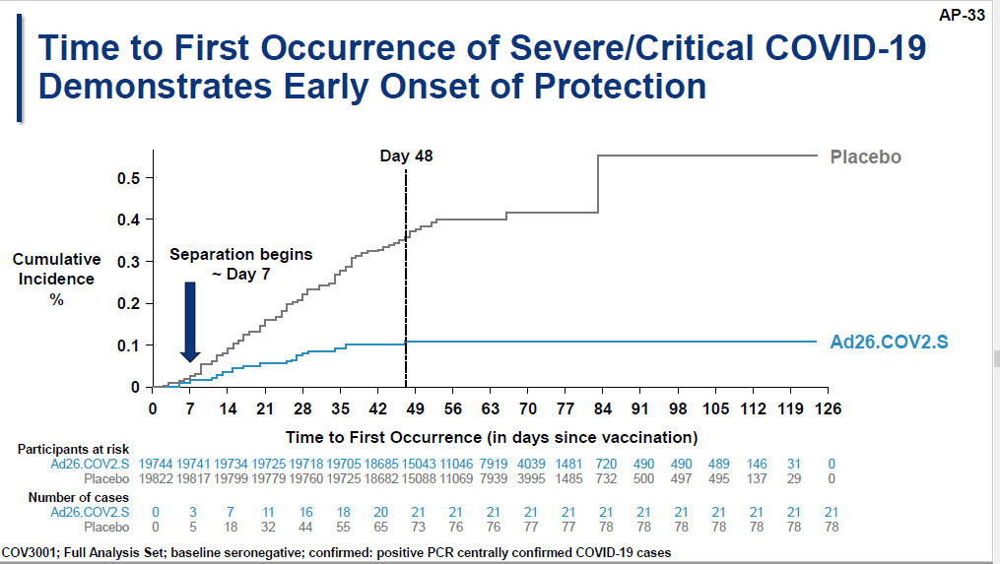 AP-33
Time to First Occurrence of Severe/Critical COVID-19
Demonstrates Early Onset of Protection
Day 48
Placebo
0.5
0.4
Separation begins
~ Day 7
Cumulative
Incidence
%
0.3
0.2
0.1
Ad26.COV2.S
0
0 7 14 21 28 35 42 49 56 63 70 77 84 91 98 105 112 119 126
Time to First Occurrence (in days since vaccination)
Participants at risk
Ad26.COV2.S 19744 19741 19734 19725 19718 19705 18685 15043 11046 7919 4039 1481 720 490 490 489 146 31 0
Placebo 19822 19817 19799 19779 19760 19725 18682 15088 11069 7939 3995 1485 732 500 497 495 137 29 0
Number of cases
Ad26.COV2.S 0 3 7 11 16 18 20 21 21 21 21 21 21 21 21 21 21 21 21
Placebo 0 5 18 32 44 55 65 73 76 76 77 77 78 78 78 78 78 78 78
COV3001; Full Analysis Set; baseline seronegative; confirmed: positive PCR centrally confirmed COVID-19 cases